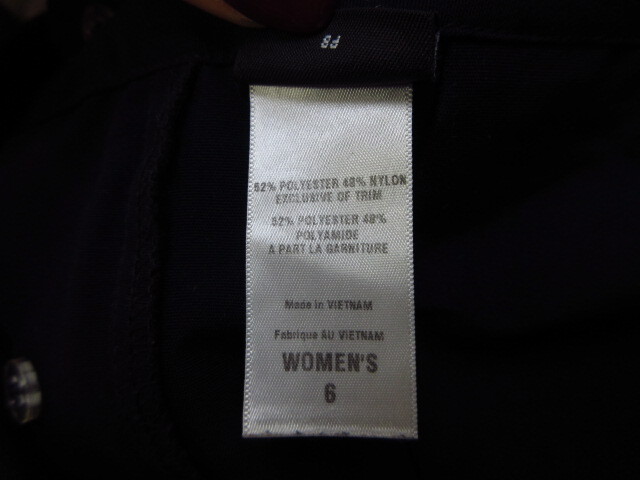 P8
52% POLYESTER 48% NYLON
EXCLUSIVE OF TRIM
52% POLYESTER 48%
POLYAMIDE
A PART LA GARNITURE
Made in VIETNAM
Fabrique AU VIETNAM
WOMEN'S
6